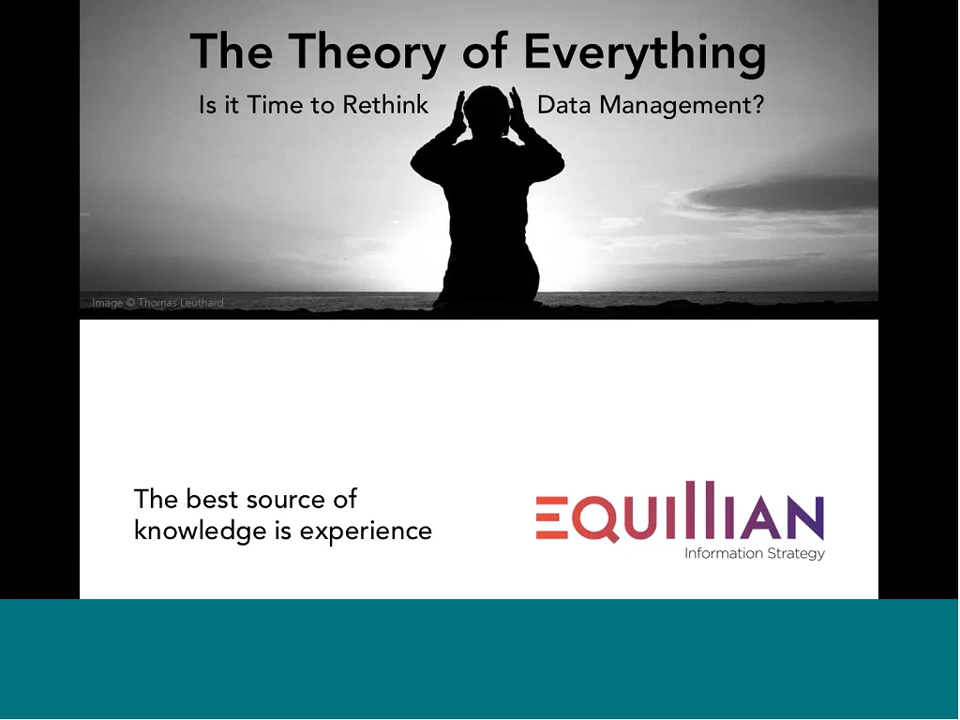 The Theory of Everything
Is it Time to Rethink Data Management?
Image © Thomas Leuthard
The best source of
knowledge is experience
EQUILLIAN
Information Strategy